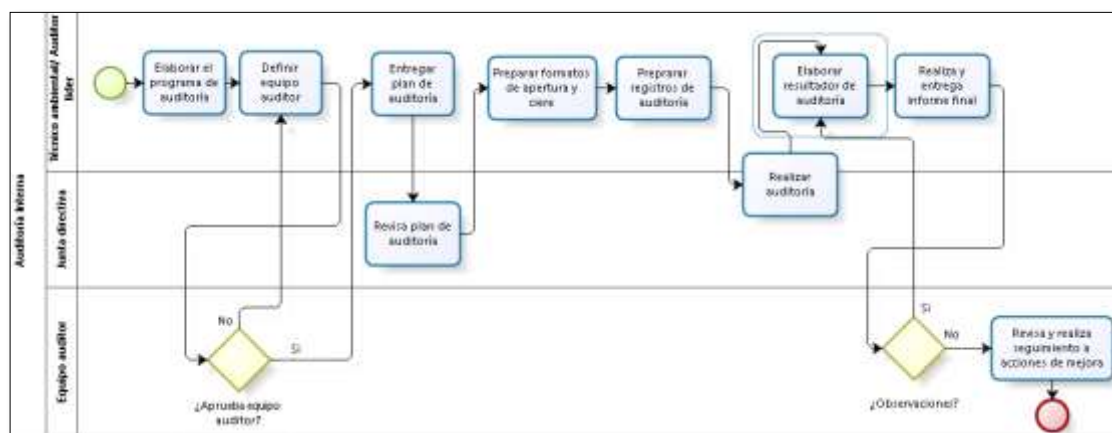 Auditoría Interna
Técnico ambiental/ Auditor
líder
Elaborar el
programa de
auditoría
Definir
equipo
auditor
Entregar
plan de
auditoría
Preparar formatos
de apertura y
ciere
Preprarar
registros de
auditoría
Elaborar
resultador de
auditoría
Realiza y
entrega
informe final
Junta directiva
Revisa plan de
auditoría
Realizar
auditoría
Equipo auditor
No
Si
¿Aprueba equipo
auditor?
Si
No
¿Observaciones?
Revisa y realiza
seguimiento a
acciones de mejora